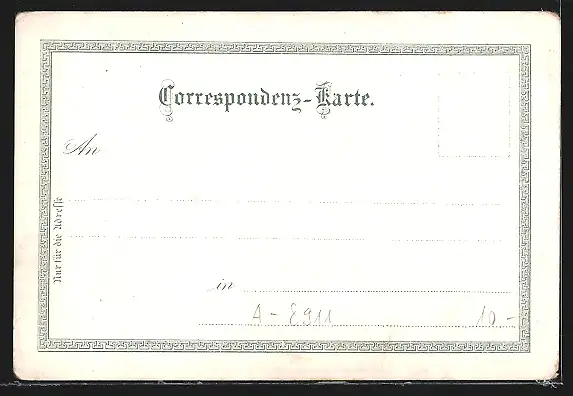 Correspondenz-Karte.
An
Nur für die Adresse
in
A - E911 10 -